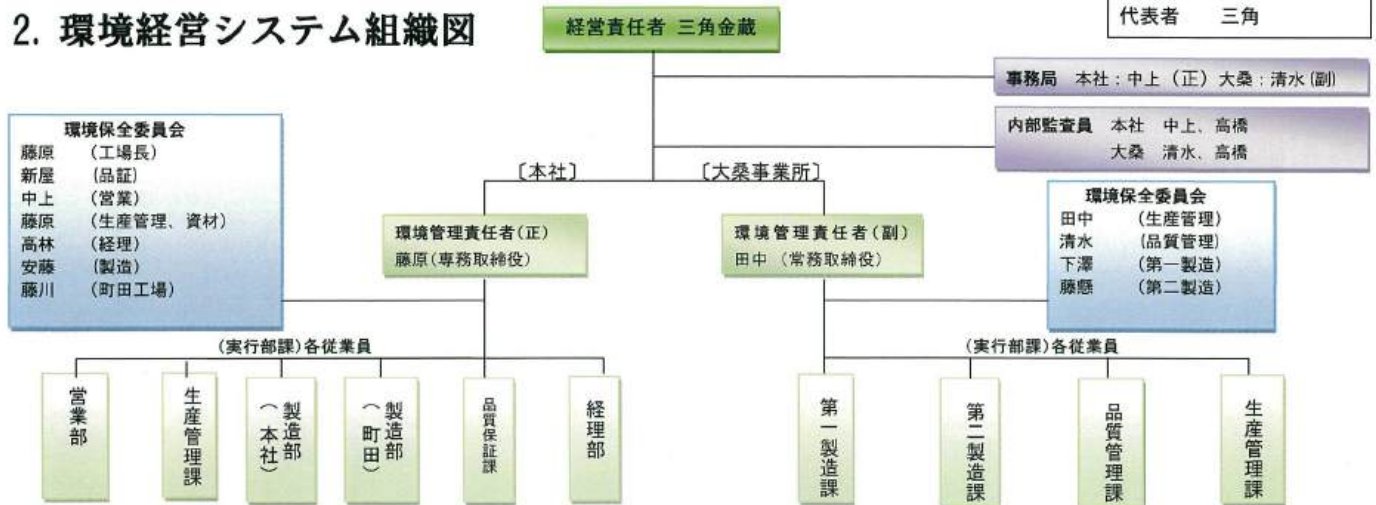 2. 環境経営システム組織図
経営責任者 三角金蔵
代表者 三角
事務局 本社:中上(正)大桑:清水(副)
内部監査員 本社 中上、高橋
大桑 清水、高橋
環境保全委員会
藤原 (工場長)
新屋 (品証)
中上 (営業)
藤原 (生産管理、資材)
高林 (経理)
安藤 (製造)
藤川 (町田工場)
[本社]
[大桑事業所]
環境管理責任者(正)
藤原(専務取締役)
環境管理責任者(副)
田中(常務取締役)
環境保全委員会
田中 (生産管理)
清水 (品質管理)
下澤 (第一製造)
藤懸 (第二製造)
(実行部課)各従業員
(実行部課)各従業員
営業部
生産管理課
製造部
(本社)
製造部
(町田)
品質保証課
経理部
第一製造課
第二製造課
品質管理課
生産管理課